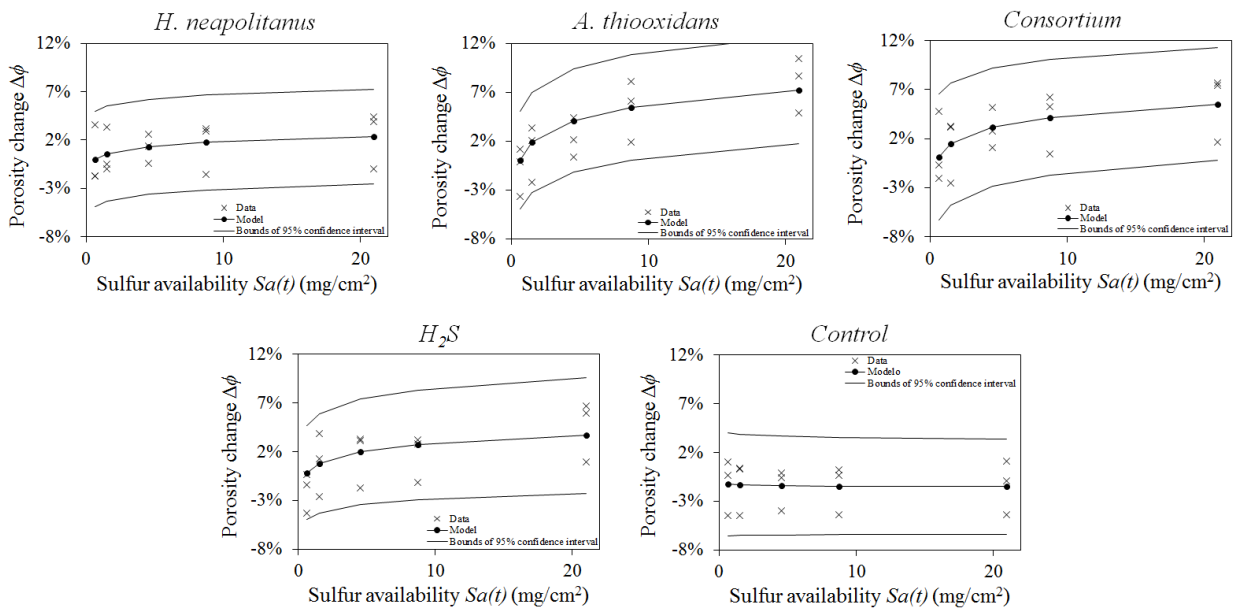 H. neapolitanus
12%
7%
2%
-3%
-8%
Porosity change Δϕ
Data
Model
Bounds of 95% confidence interval
0
10
20
Sulfur availability Sa(t) (mg/cm²)
A. thiooxidans
12%
7%
2%
-3%
-8%
Porosity change Δϕ
Data
Model
Bounds of 95% confidence interval
0
10
20
Sulfur availability Sa(t) (mg/cm²)
Consortium
12%
7%
2%
-3%
-8%
Porosity change Δϕ
Data
Model
Bounds of 95% confidence interval
0
10
20
Sulfur availability Sa(t) (mg/cm²)
H₂S
12%
7%
2%
-3%
-8%
Porosity change Δϕ
Data
Model
Bounds of 95% confidence interval
0
10
20
Sulfur availability Sa(t) (mg/cm²)
Control
12%
7%
2%
-3%
-8%
Porosity change Δϕ
Data
Modelo
Bounds of 95% confidence interval
0
10
20
Sulfur availability Sa(t) (mg/cm²)